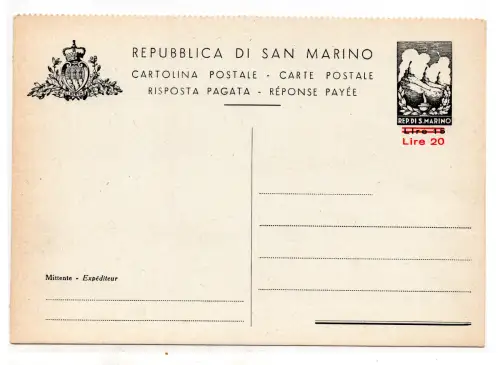 REPUBBLICA DI SAN MARINO
CARTOLINA POSTALE - CARTE POSTALE
RISPOSTA PAGATA - RÉPONSE PAYÉE
REP. DI S. MARINO
Lire 15
Lire 20
Mittente - Expéditeur